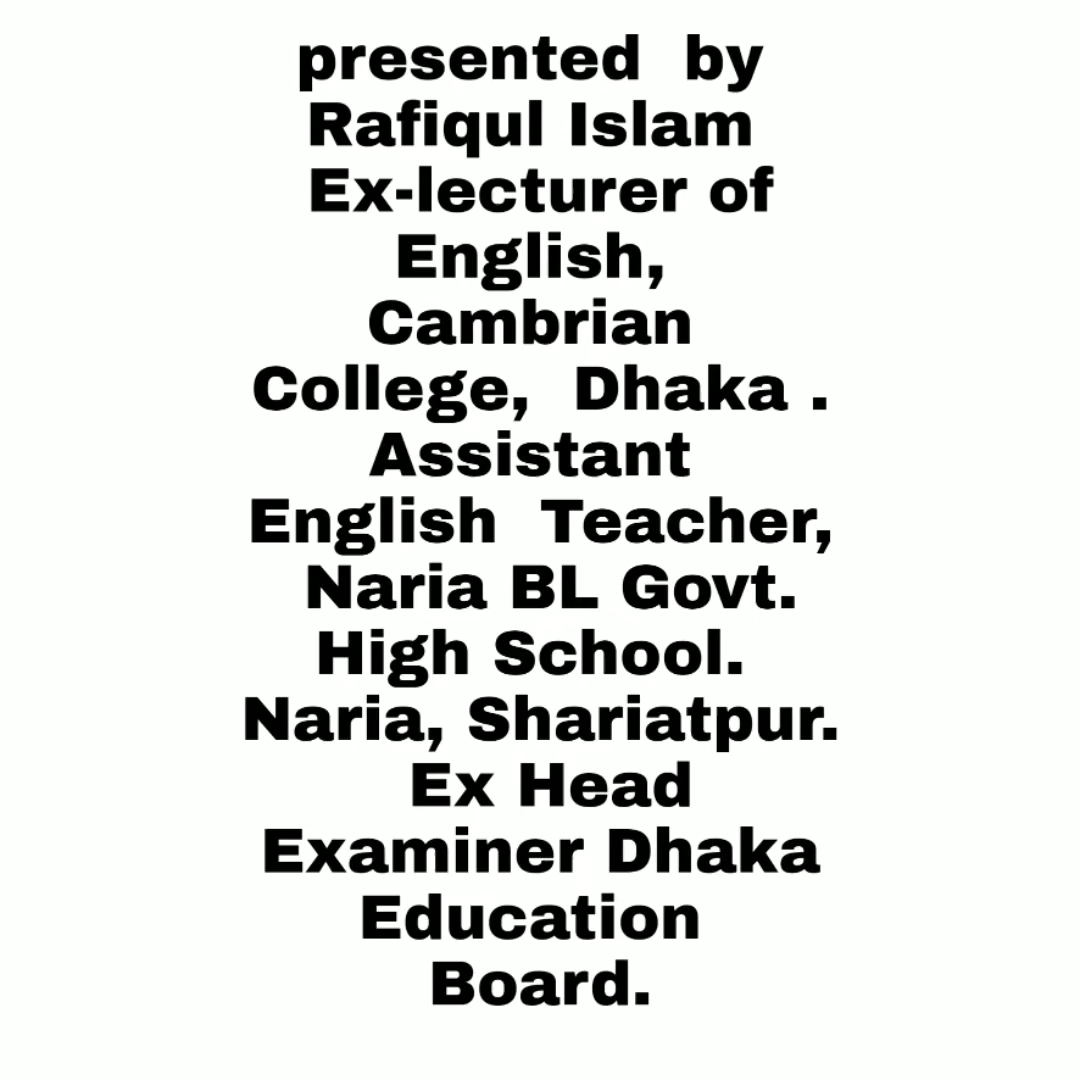 presented by
Rafiqul Islam
Ex-lecturer of
English,
Cambrian
College, Dhaka .
Assistant
English Teacher,
Naria BL Govt.
High School.
Naria, Shariatpur.
Ex Head
Examiner Dhaka
Education
Board.